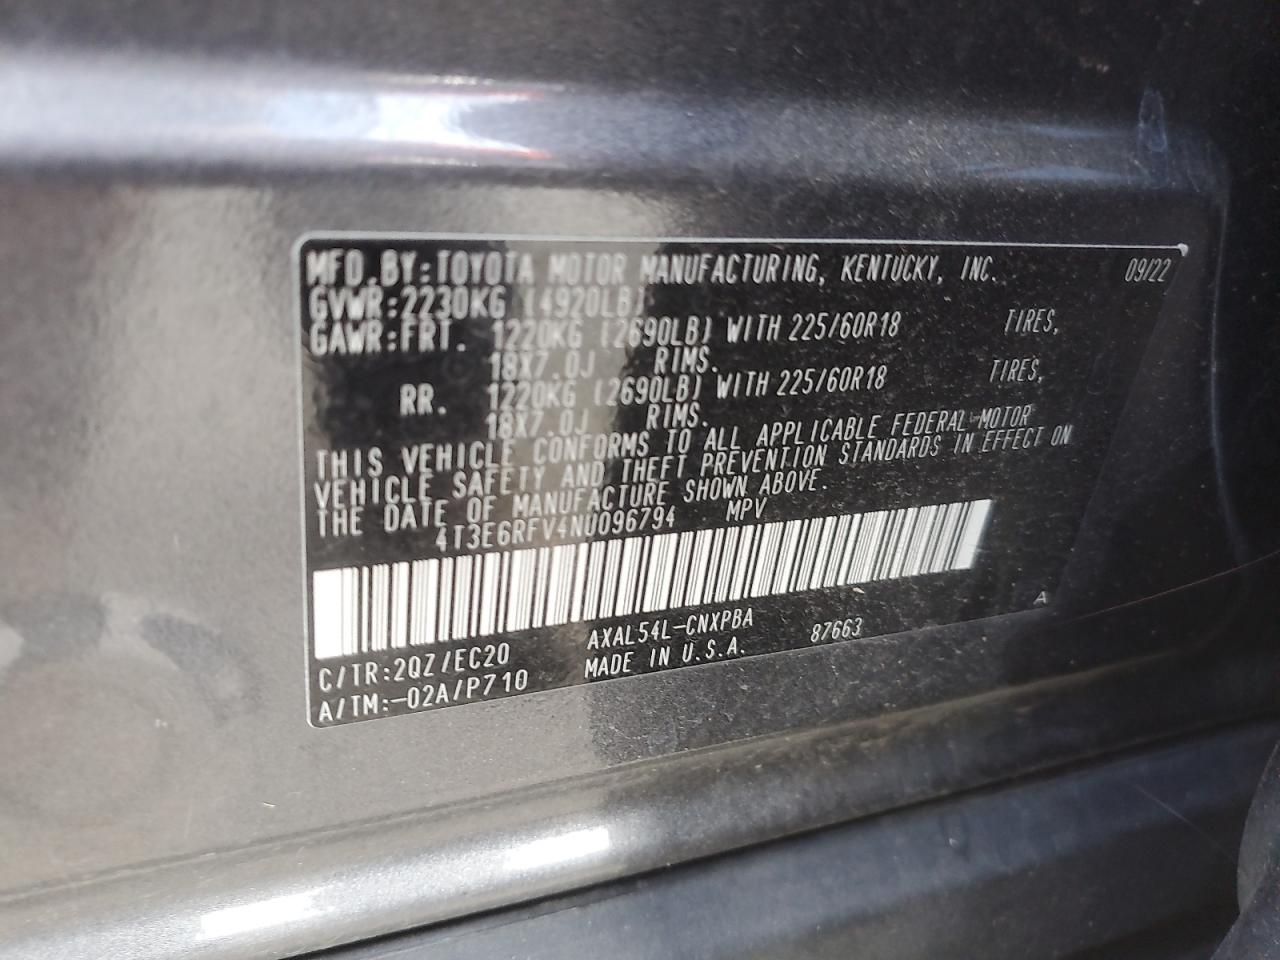 MFD. BY: TOYOTA MOTOR MANUFACTURING, KENTUCKY, INC. 09/22
GVWR: 2230KG (4920LB)
GAWR: FRT. 1220KG (2690LB) WITH 225/60R18 TIRES,
18X7.0J RIMS.
RR. 1220KG (2690LB) WITH 225/60R18 TIRES,
18X7.0J RIMS.
THIS VEHICLE CONFORMS TO ALL APPLICABLE FEDERAL MOTOR
VEHICLE SAFETY AND THEFT PREVENTION STANDARDS IN EFFECT ON
THE DATE OF MANUFACTURE SHOWN ABOVE.
4T3E6RFV4NU096794 MPV
A
C/TR:2QZ/EC20 AXAL54L-CNXPBA 87663
A/TM:-02A/P710 MADE IN U.S.A.